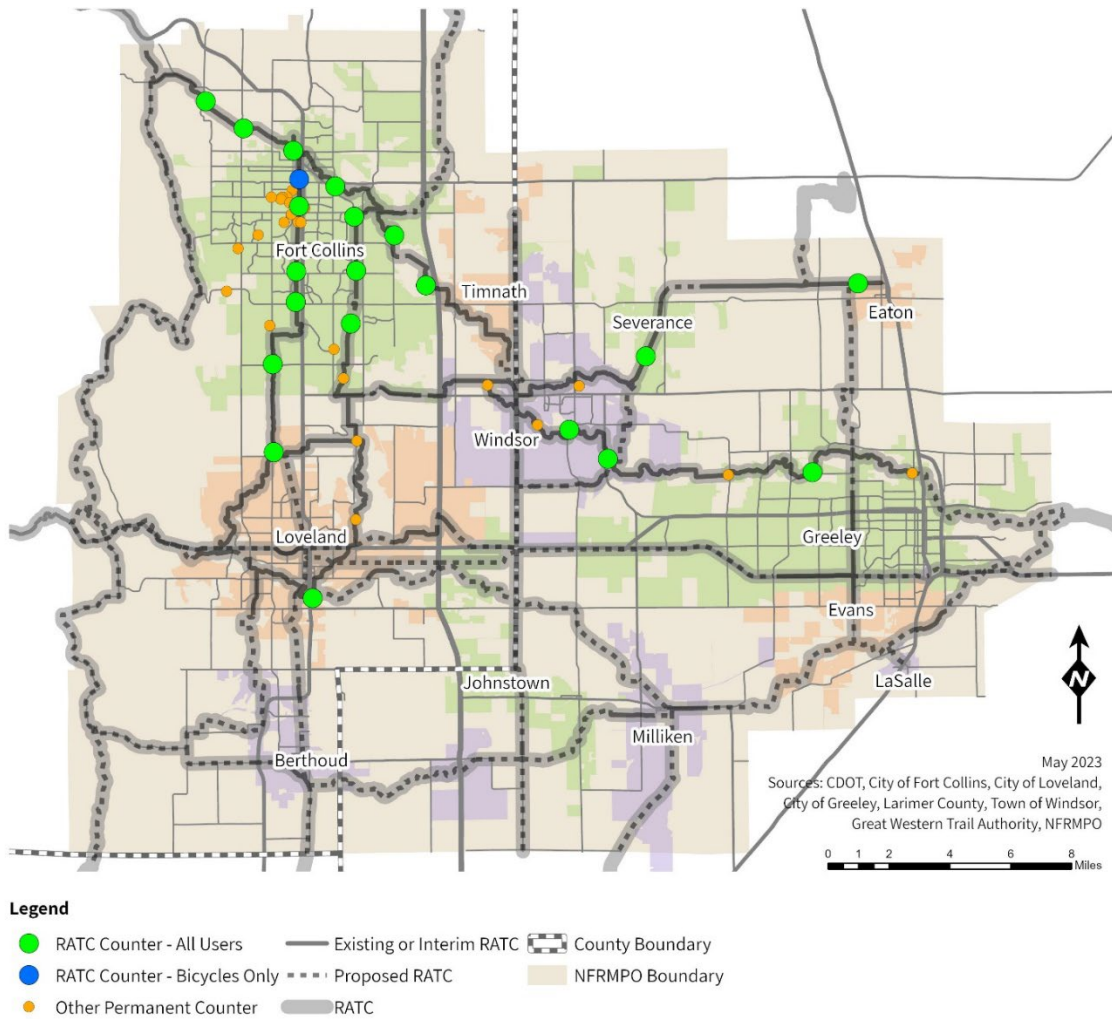 Fort Collins
Timnath
Eaton
Severance
Windsor
Loveland
Greeley
Evans
N
Johnstown
LaSalle
Milliken
Berthoud
May 2023
Sources: CDOT, City of Fort Collins, City of Loveland,
City of Greeley, Larimer County, Town of Windsor,
Great Western Trail Authority, NFRMPO
0 1 2 4 6 8
Miles
Legend
RATC Counter - All Users
Existing or Interim RATC
County Boundary
RATC Counter - Bicycles Only
Proposed RATC
NFRMPO Boundary
Other Permanent Counter
RATC